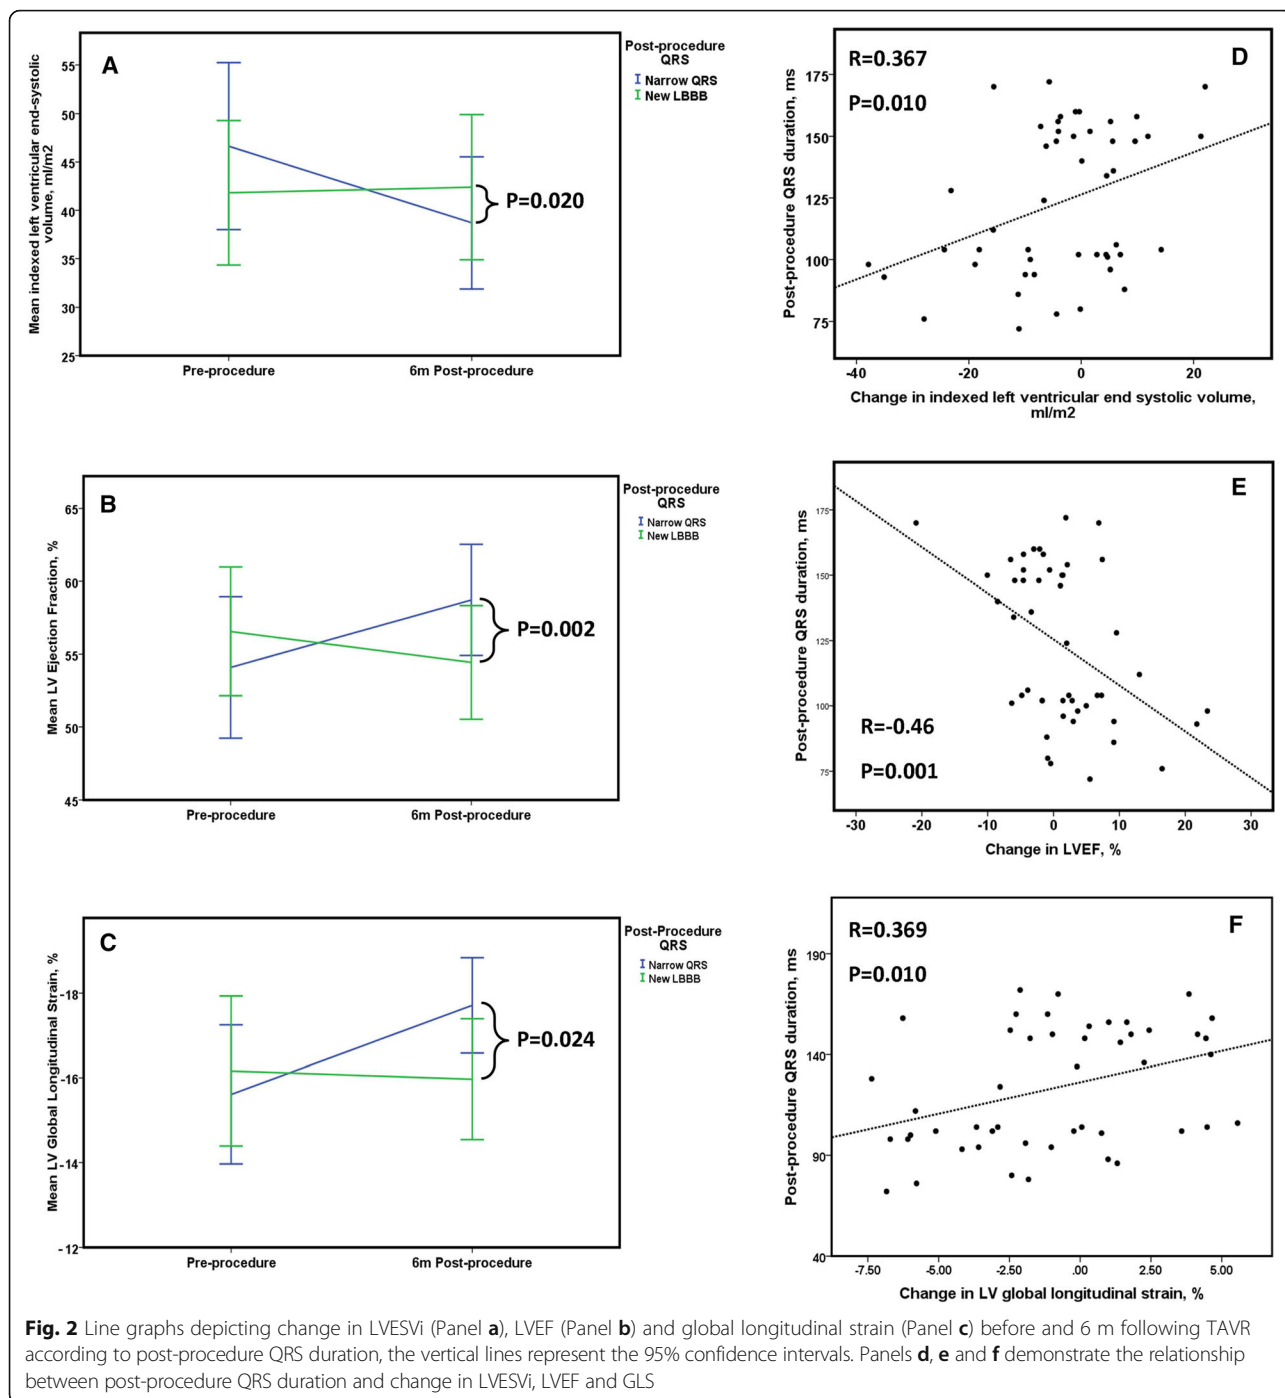 A
Post-procedure
QRS
Narrow QRS
New LBBB
Mean indexed left ventricular end-systolic
volume, ml/m2
55
50
45
40
35
30
25
P=0.020
Pre-procedure
6m Post-procedure
D
R=0.367
P=0.010
Post-procedure QRS duration, ms
175
150
125
100
75
-40
-20
0
20
Change in indexed left ventricular end systolic volume,
ml/m2
B
Post-procedure
QRS
Narrow QRS
New LBBB
Mean LV Ejection Fraction, %
65
60
55
50
45
P=0.002
Pre-procedure
6m Post-procedure
E
Post-procedure QRS duration, ms
175
150
125
100
75
R=-0.46
P=0.001
-30
-20
-10
0
10
20
30
Change in LVEF, %
C
Post-Procedure
QRS
Narrow QRS
New LBBB
Mean LV Global Longitudinal Strain, %
-18
-16
-14
-12
P=0.024
Pre-procedure
6m Post-procedure
F
R=0.369
P=0.010
Post-procedure QRS duration, ms
190
140
90
40
-7.50
-5.00
-2.50
.00
2.50
5.00
Change in LV global longitudinal strain, %
Fig. 2 Line graphs depicting change in LVESVi (Panel a), LVEF (Panel b) and global longitudinal strain (Panel c) before and 6 m following TAVR
according to post-procedure QRS duration, the vertical lines represent the 95% confidence intervals. Panels d, e and f demonstrate the relationship
between post-procedure QRS duration and change in LVESVi, LVEF and GLS